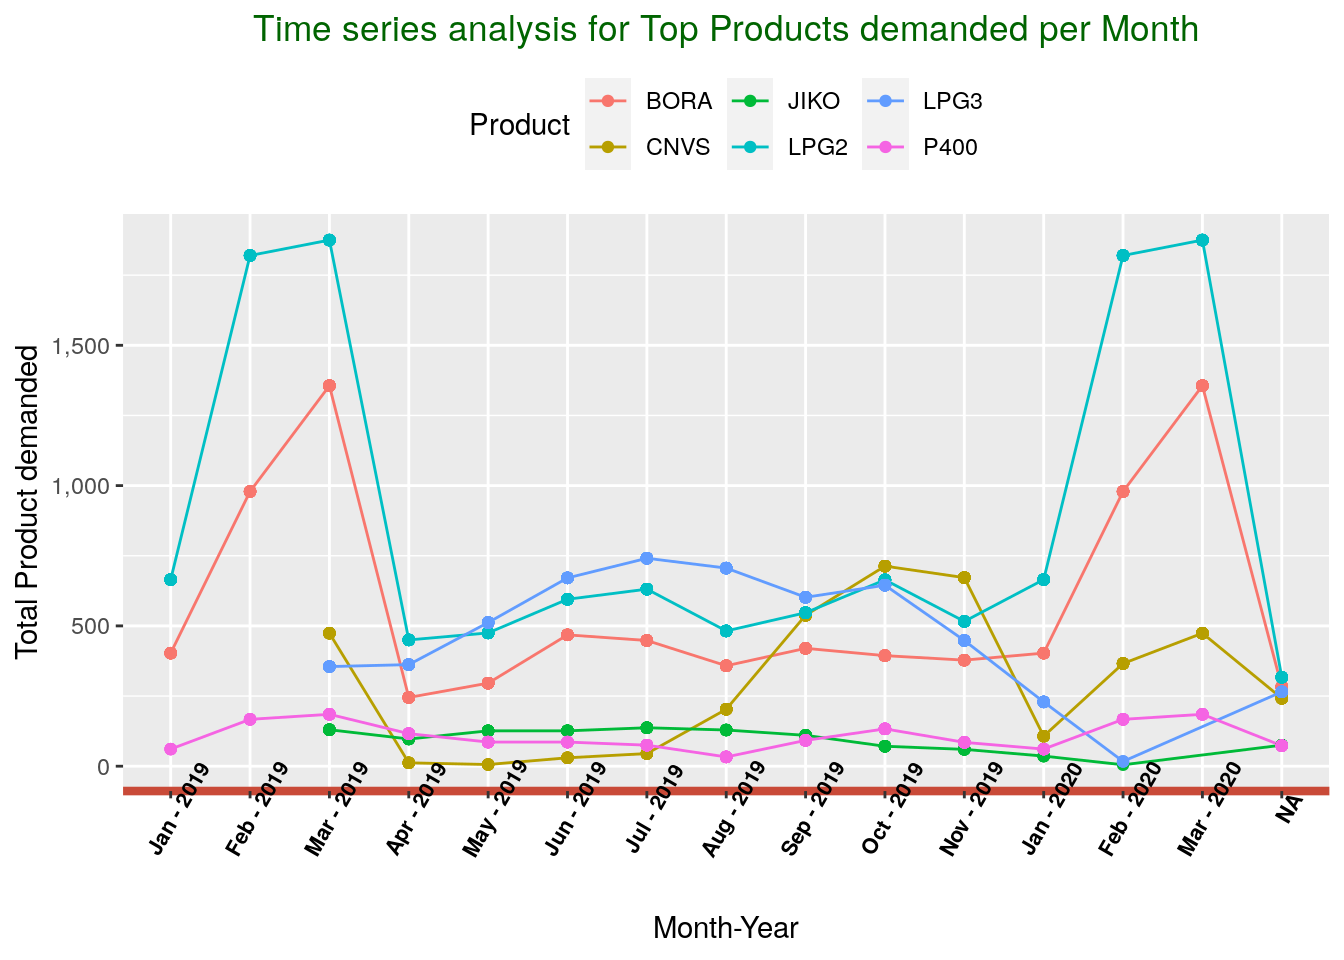 Time series analysis for Top Products demanded per Month
Product
BORA
JIKO
LPG3
CNVS
LPG2
P400
Total Product demanded
1,500
1,000
500
0
Jan - 2019
Feb - 2019
Mar - 2019
Apr - 2019
May - 2019
Jun - 2019
Jul - 2019
Aug - 2019
Sep - 2019
Oct - 2019
Nov - 2019
Jan - 2020
Feb - 2020
Mar - 2020
NA
Month-Year